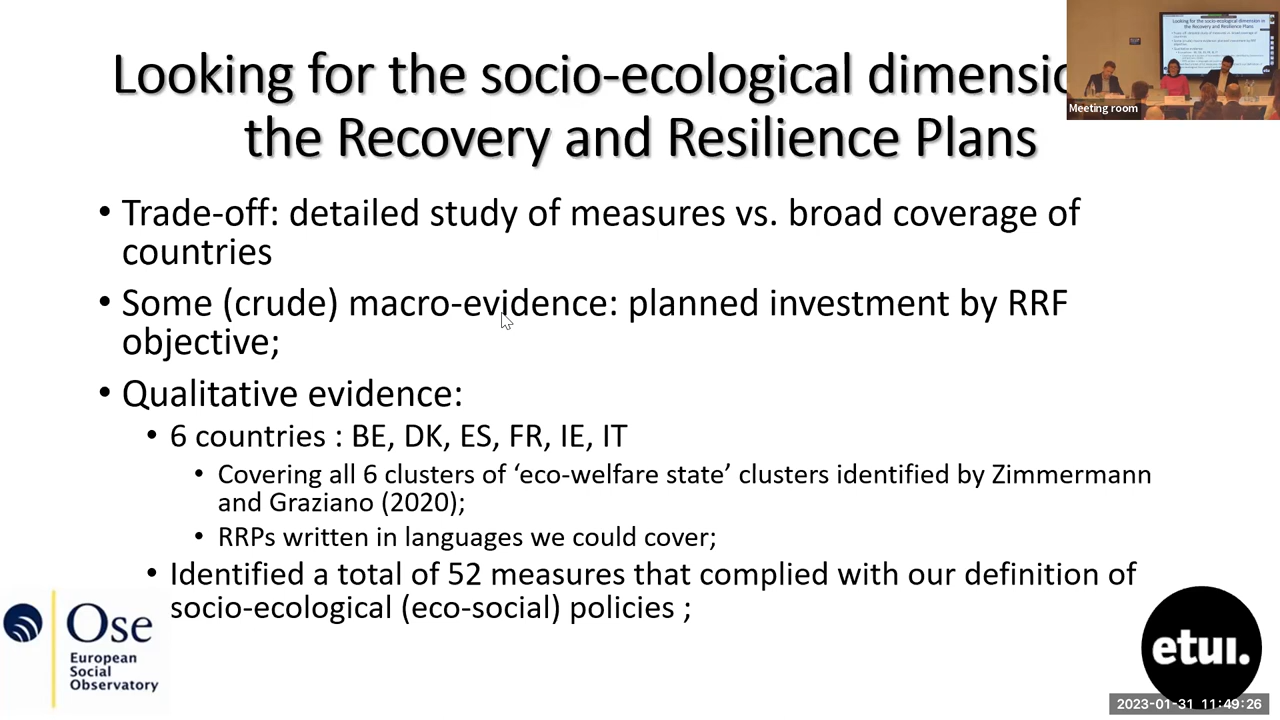 Looking for the socio-ecological dimensio
the Recovery and Resilience Plans
Meeting room
• Trade-off: detailed study of measures vs. broad coverage of
countries
• Some (crude) macro-evidence: planned investment by RRF
objective;
• Qualitative evidence:
• 6 countries : BE, DK, ES, FR, IE, IT
• Covering all 6 clusters of ‘eco-welfare state’ clusters identified by Zimmermann
and Graziano (2020);
• RRPs written in languages we could cover;
• Identified a total of 52 measures that complied with our definition of
socio-ecological (eco-social) policies ;
Ose
European
Social
Observatory
etui.
2023-01-31 11:49:26